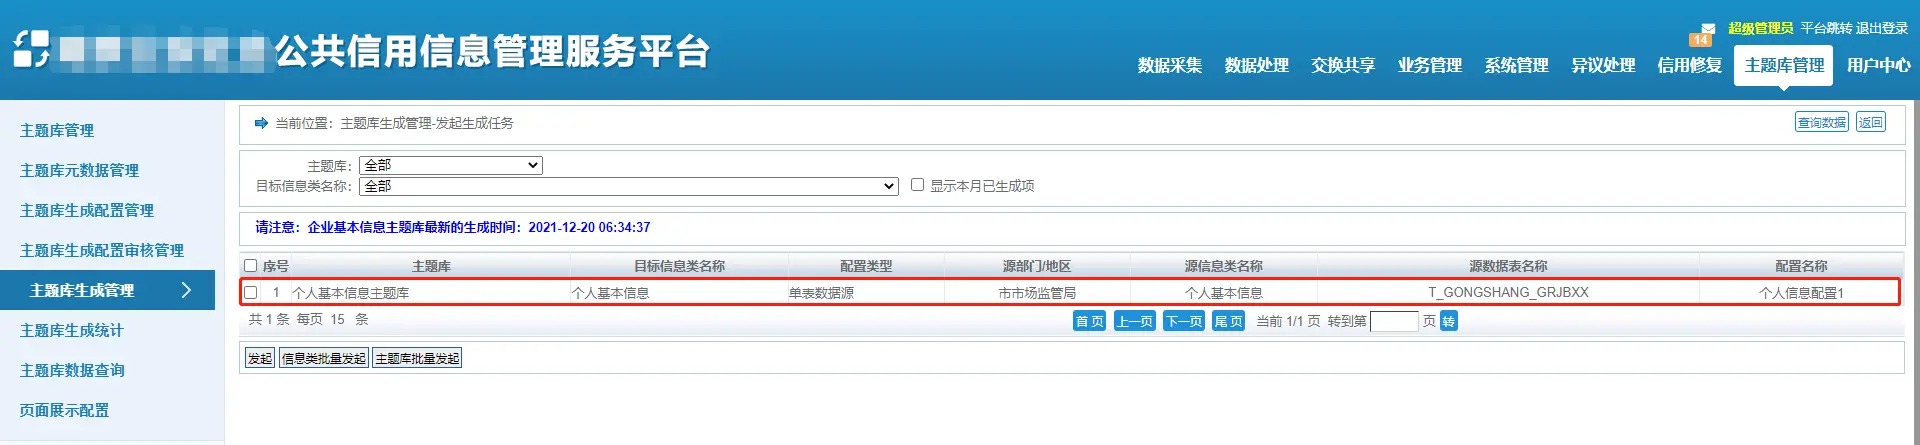 公共信用信息管理服务平台
14 超级管理员 平台跳转 退出登录
数据采集 数据处理 交换共享 业务管理 系统管理 异议处理 信用修复 主题库管理 用户中心
主题库管理
主题库元数据管理
主题库生成配置管理
主题库生成配置审核管理
主题库生成管理
主题库生成统计
主题库数据查询
页面展示配置
当前位置：主题库生成管理-发起生成任务 查询数据 返回
主题库：全部
目标信息类名称：全部 显示本月已生成项
请注意：企业基本信息主题库最新的生成时间：2021-12-20 06:34:37
序号 主题库 目标信息类名称 配置类型 源部门/地区 源信息类名称 源数据表名称 配置名称
1 个人基本信息主题库 个人基本信息 单表数据源 市市场监管局 个人基本信息 T_GONGSHANG_GRJBXX 个人信息配置1
共 1 条 每页 15 条 首页 上一页 下一页 尾页 当前 1/1 页 转到第 页 转
发起 信息类批量发起 主题库批量发起